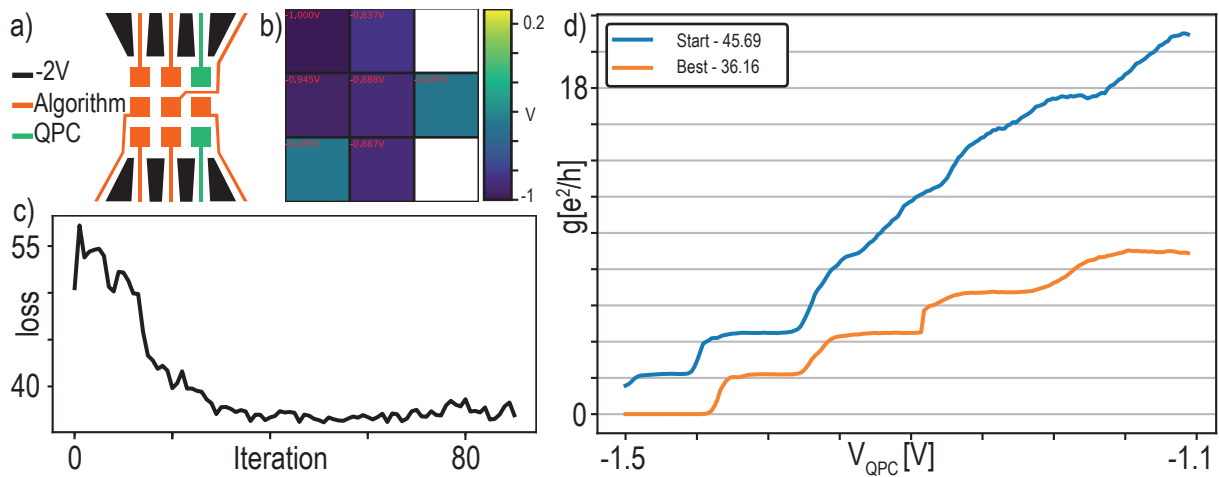 a)
-2V
Algorithm
QPC
b)
-1,000V
-0,837V
-0,945V
-0,888V
-0,887V
0.2
V
-1
c)
55
loss
40
0
Iteration
80
d)
Start - 45.69
Best - 36.16
18
g[e²/h]
9
0
-1.5
V_QPC [V]
-1.1